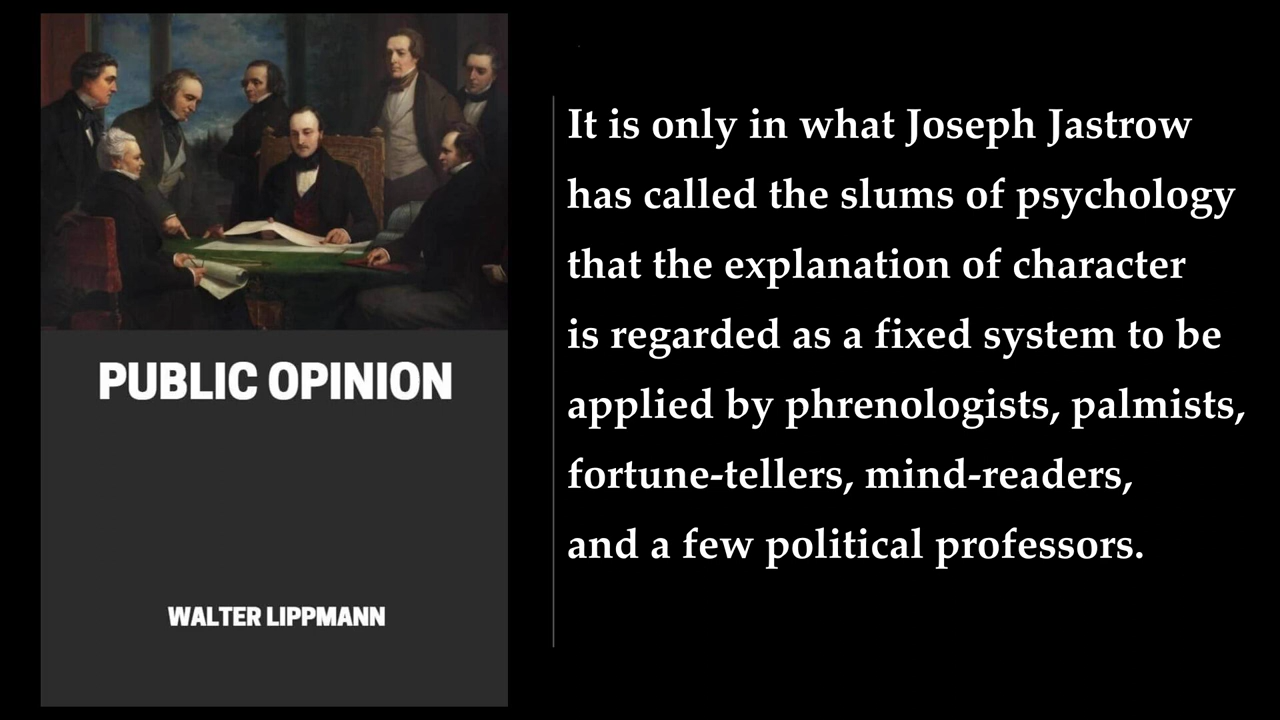 PUBLIC OPINION
WALTER LIPPMANN
It is only in what Joseph Jastrow
has called the slums of psychology
that the explanation of character
is regarded as a fixed system to be
applied by phrenologists, palmists,
fortune-tellers, mind-readers,
and a few political professors.